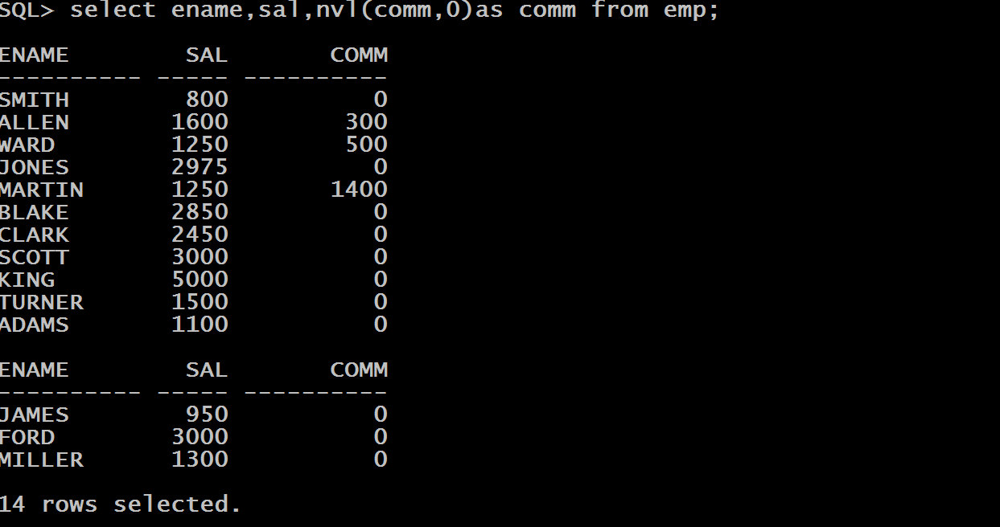 SQL> select ename,sal,nvl(comm,0)as comm from emp;
ENAME        SAL       COMM
---------- ----- ----------
SMITH        800          0
ALLEN       1600        300
WARD        1250        500
JONES       2975          0
MARTIN      1250       1400
BLAKE       2850          0
CLARK       2450          0
SCOTT       3000          0
KING        5000          0
TURNER      1500          0
ADAMS       1100          0
ENAME        SAL       COMM
---------- ----- ----------
JAMES        950          0
FORD        3000          0
MILLER      1300          0
14 rows selected.